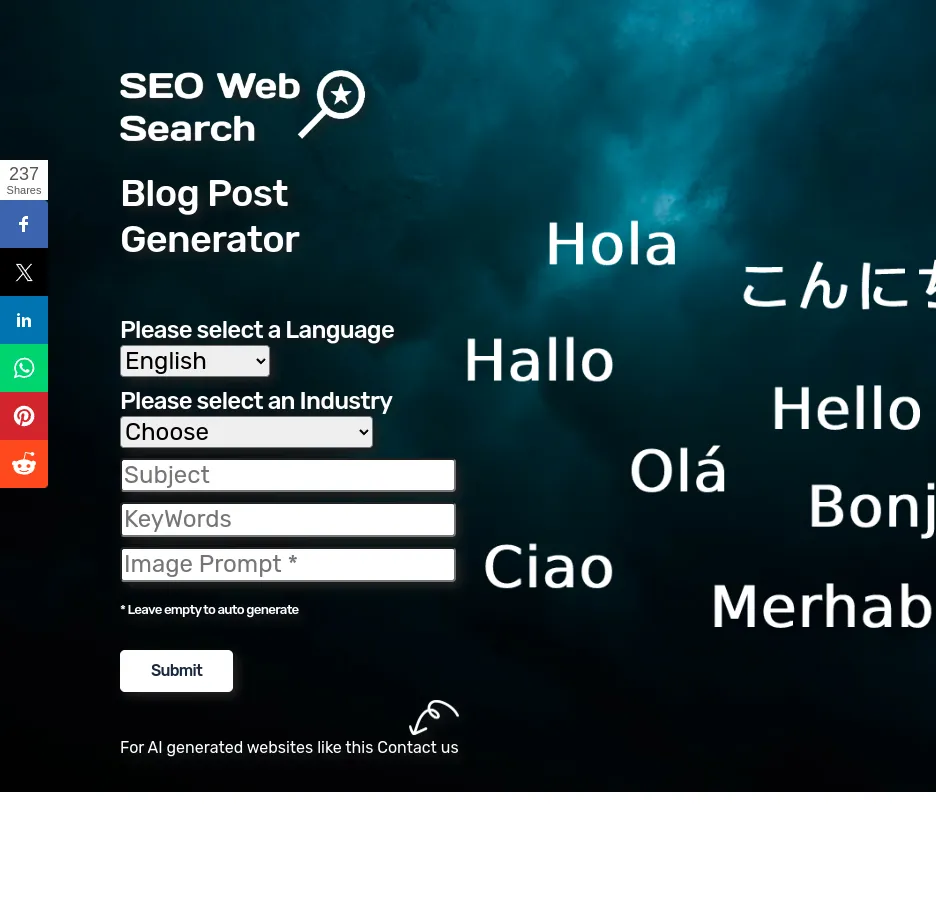 SEO Web
Search
237
Shares
Blog Post
Generator
Hola
こんに
Please select a Language
English
Hallo
Please select an Industry
Choose
Hello
Subject
Olá
KeyWords
Bonj
Image Prompt *
Ciao
* Leave empty to auto generate
Merhab
Submit
For AI generated websites like this Contact us